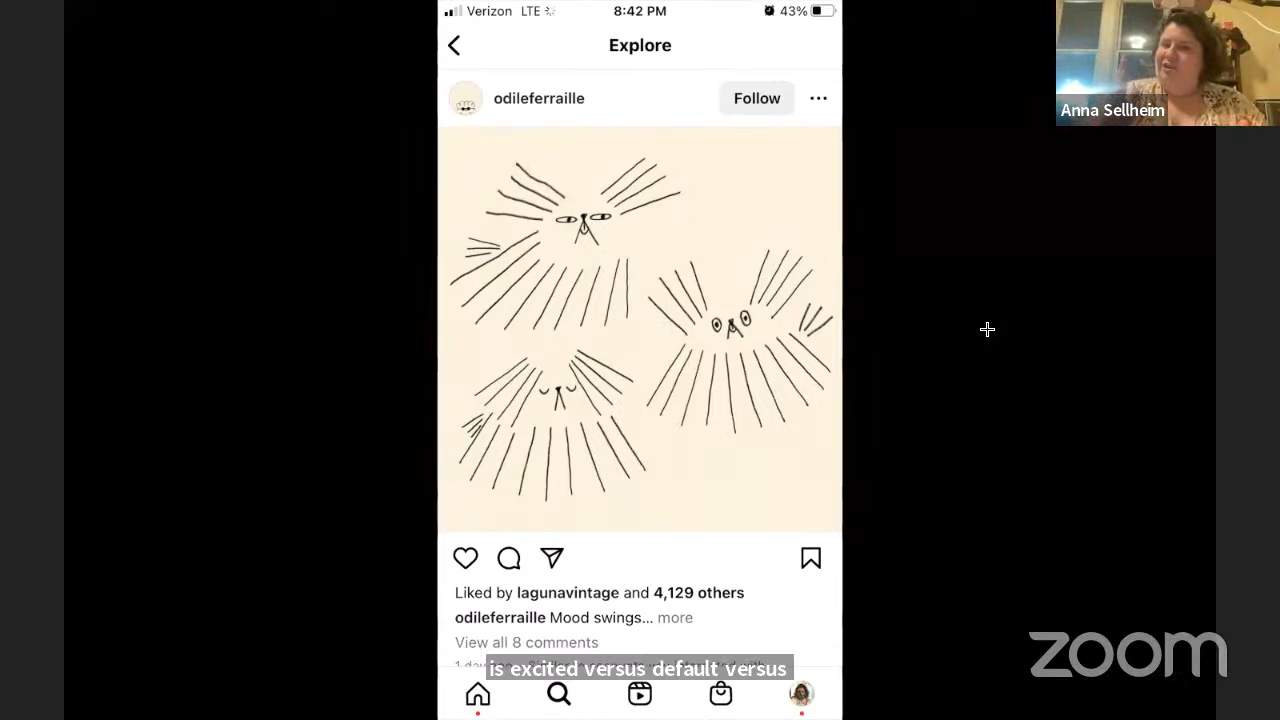 Verizon LTE 8:42 PM 43%
Explore
odileferraille Follow
Anna Sellheim
Liked by lagunavintage and 4,129 others
odileferraille Mood swings... more
View all 8 comments
is excited versus default versus
zoom